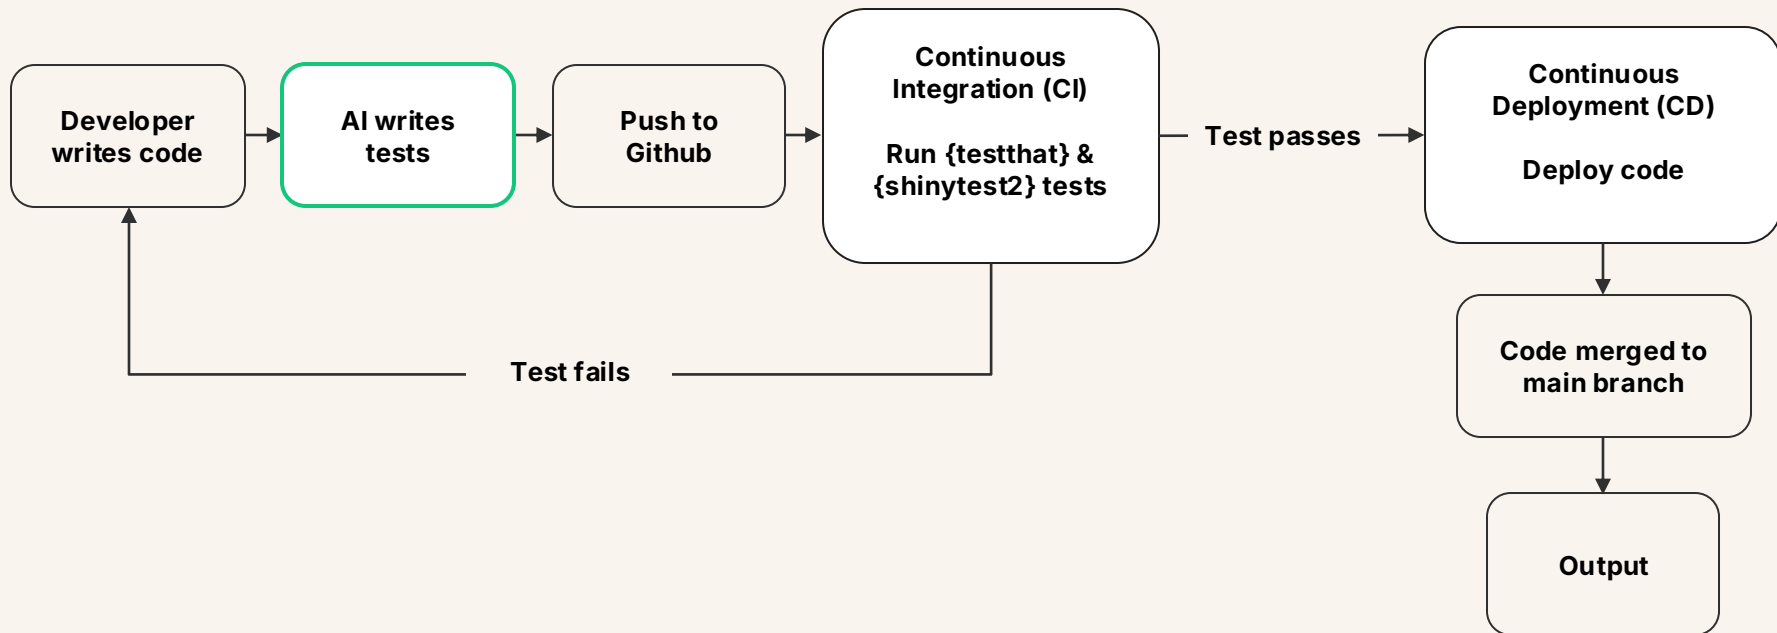 Developer
writes code
AI writes
tests
Push to
Github
Continuous
Integration (CI)
Run {testthat} &
{shinytest2} tests
Test passes
Continuous
Deployment (CD)
Deploy code
Test fails
Code merged to
main branch
Output